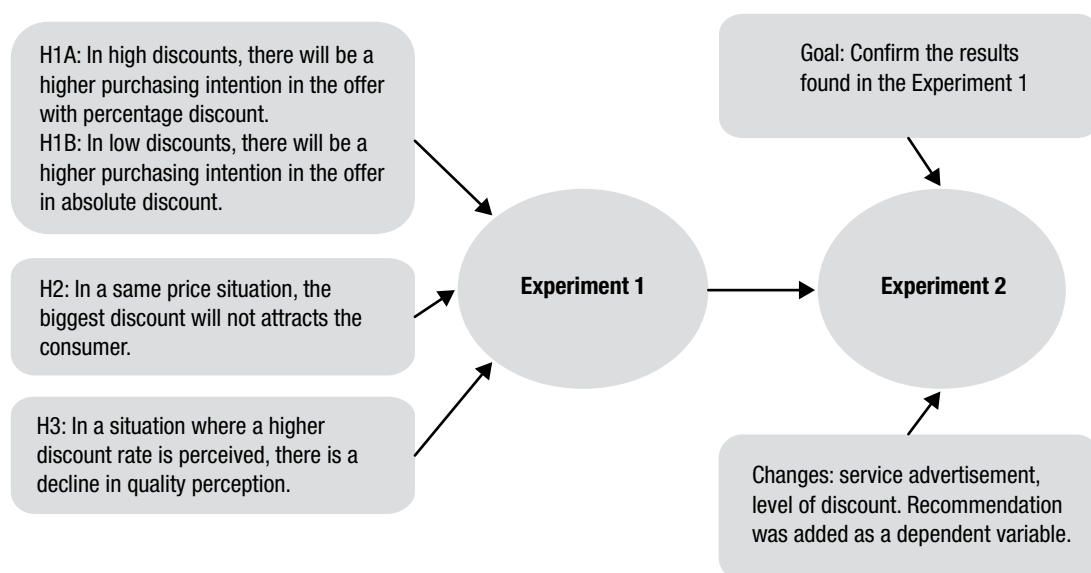 H1A: In high discounts, there will be a
higher purchasing intention in the offer
with percentage discount.
H1B: In low discounts, there will be a
higher purchasing intention in the offer
in absolute discount.
H2: In a same price situation, the
biggest discount will not attracts the
consumer.
H3: In a situation where a higher
discount rate is perceived, there is a
decline in quality perception.
Experiment 1
Goal: Confirm the results
found in the Experiment 1
Experiment 2
Changes: service advertisement,
level of discount. Recommendation
was added as a dependent variable.